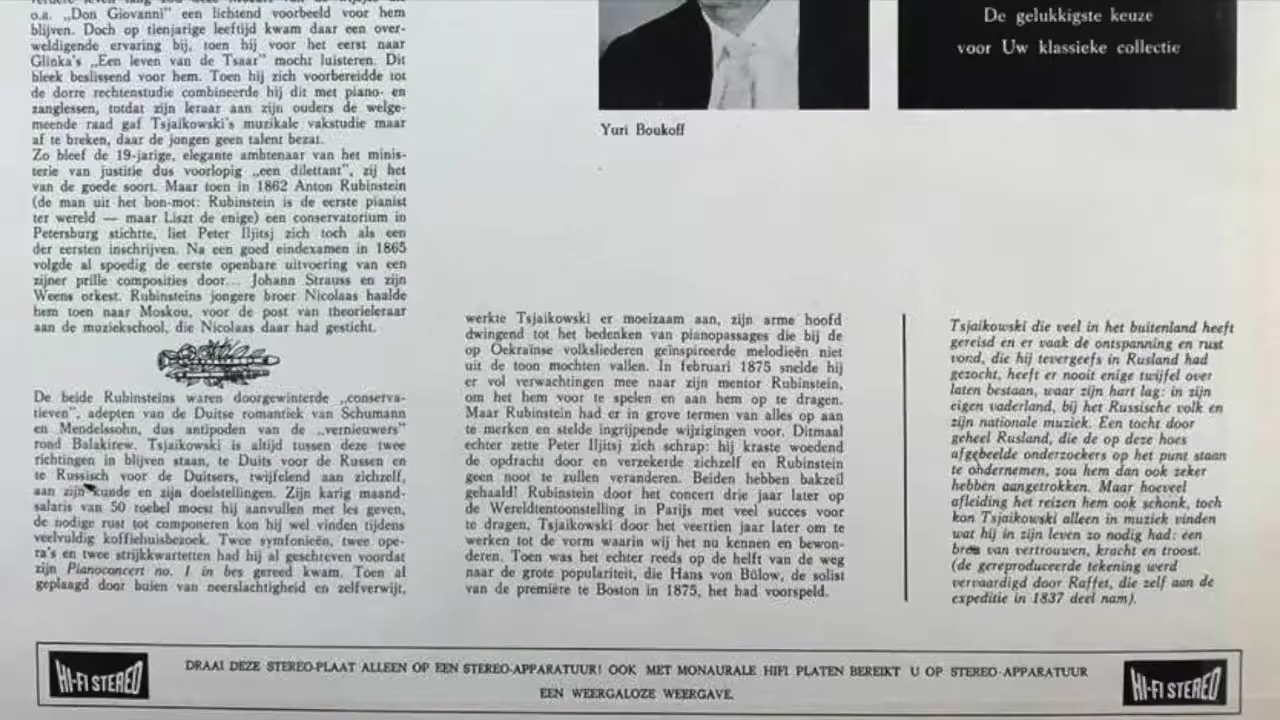 o.a. „Don Giovanni" een lichtend voorbeeld voor hem
blijven. Doch op tienjarige leeftijd kwam daar een over-
weldigende ervaring bij, toen hij voor het eerst naar
Glinka's „Een leven van de Tsaar" mocht luisteren. Dit
bleek beslissend voor hem. Toen hij zich voorbereidde tot
de dorre rechtenstudie combineerde hij dit met piano- en
zanglessen, totdat zijn leraar aan zijn ouders de welge-
meende raad gaf Tsjaikowski's muzikale vakstudie maar
af te breken, daar de jongen geen talent bezat.
Zo bleef de 19-jarige, elegante ambtenaar van het minis-
terie van justitie dus voorlopig „een dilettant", zij het
van de goede soort. Maar toen in 1862 Anton Rubinstein
(de man uit het bon-mot: Rubinstein is de eerste pianist
ter wereld — maar Liszt de enige) een conservatorium in
Petersburg stichtte, liet Peter Iljitsj zich toch als een
der eersten inschrijven. Na een goed eindexamen in 1865
volgde al spoedig de eerste openbare uitvoering van een
zijner prille composities door... Johann Strauss en zijn
Weens orkest. Rubinsteins jongere broer Nicolaas haalde
hem toen naar Moskou, voor de post van theorieleraar
aan de muziekschool, die Nicolaas daar had gesticht.
De beide Rubinsteins waren doorgewinterde „conserva-
tieven", adepten van de Duitse romantriek van Schumann
en Mendelssohn, dus antipoden van de „vernieuwers"
rond Balakirew. Tsjaikowski is altijd tussen deze twee
richtingen in blijven staan, te Duits voor de Russen en
te Russisch voor de Duitsers, twijfelend aan zichzelf,
aan zijn kunde en zijn doelstellingen. Zijn karig maand-
salaris van 50 roebel moest hij aanvullen met les geven,
de nodige rust tot componeren kon hij wel vinden tijdens
veelvuldig koffiehuisbezoek. Twee symfonieën, twee ope-
ra's en twee strijkkwartetten had hij al geschreven voordat
zijn Pianoconcert no. 1 in bes gereed kwam. Toen al
geplaagd door buien van neerslachtigheid en zelfverwijt,
werkte Tsjaikowski er moeizaam aan, zijn arme hoofd
dwingend tot het bedenken van pianopassages die bij de
op Oekraïnse volksliederen geïnspireerde melodieën niet
uit de toon mochten vallen. In februari 1875 snelde hij
er vol verwachtingen mee naar zijn mentor Rubinstein,
om het hem voor te spelen en aan hem op te dragen.
Maar Rubinstein had er in grove termen van alles op aan
te merken en stelde ingrijpende wijzigingen voor. Ditmaal
echter zette Peter Iljitsj zich schrap: hij kraste woedend
de opdracht door en verzekerde zichzelf en Rubinstein
geen noot te zullen veranderen. Beiden hebben bakzeil
gehaald! Rubinstein door het concert drie jaar later op
de Wereldtentoonstelling in Parijs met veel succes voor
te dragen, Tsjaikowski door het veertien jaar later om te
werken tot de vorm waarin wij het nu kennen en bewon-
deren. Toen was het echter reeds op de helft van de weg
naar de grote populariteit, die Hans von Bülow, de solist
van de première te Boston in 1875, het had voorspeld.
Yuri Boukoff
De gelukkigste keuze
voor Uw klassieke collectie
Tsjaikowski die veel in het buitenland heeft
gereisd en er vaak de ontspanning en rust
vond, die hij tevergeefs in Rusland had
gezocht, heeft er nooit enige twijfel over
laten bestaan, waar zijn hart lag: in zijn
eigen vaderland, bij het Russische volk en
zijn nationale muziek. Een tocht door
geheel Rusland, die de op deze hoes
afgebeelde onderzoekers op het punt staan
te ondernemen, zou hem dan ook zeker
hebben aangetrokken. Maar hoeveel
afleiding het reizen hem ook schonk, toch
kon Tsjaikowski alleen in muziek vinden
wat hij in zijn leven zo nodig had: een
bron van vertrouwen, kracht en troost.
(de gereproduceerde tekening werd
vervaardigd door Raffet, die zelf aan de
expeditie in 1837 deel nam).
HI-FI STEREO
DRAAI DEZE STEREO-PLAAT ALLEEN OP EEN STEREO-APPARATUUR! OOK MET MONAURALE HIFI PLATEN BEREIKT U OP STEREO-APPARATUUR
EEN WEERGALOZE WEERGAVE.
HI-FI STEREO